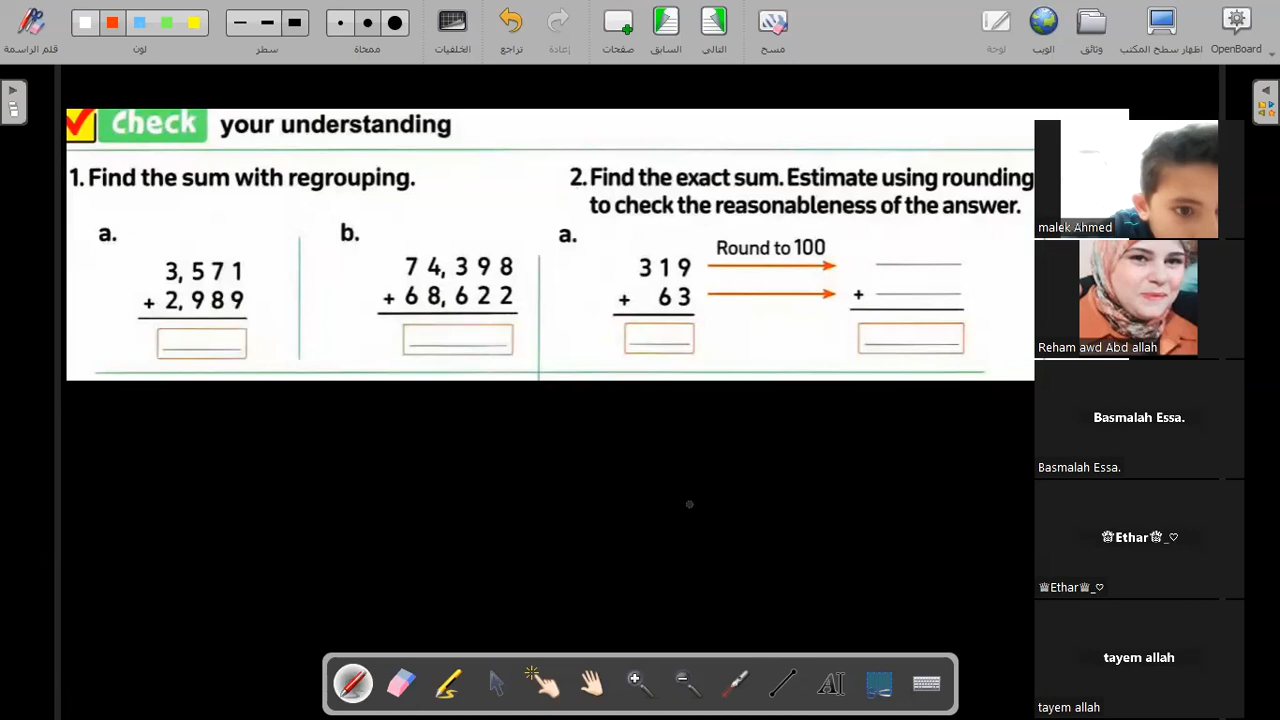 قلم الراسمة
لون
سطر
ممحاة
الخلفيات
تراجع
إعادة
صفحات
السابق
التالي
مسح
لوحة
الويب
وثائق
اظهار سطح المكتب
OpenBoard
check your understanding
1. Find the sum with regrouping.
a.
3,571
+ 2,989
b.
74,398
+ 68,622
2. Find the exact sum. Estimate using rounding
to check the reasonableness of the answer.
a.
319
+ 63
Round to 100
+
malek Ahmed
Reham awd Abd allah
Basmalah Essa.
Basmalah Essa.
۩Ethar۩_♡
♕Ethar♕_♡
tayem allah
tayem allah
AI